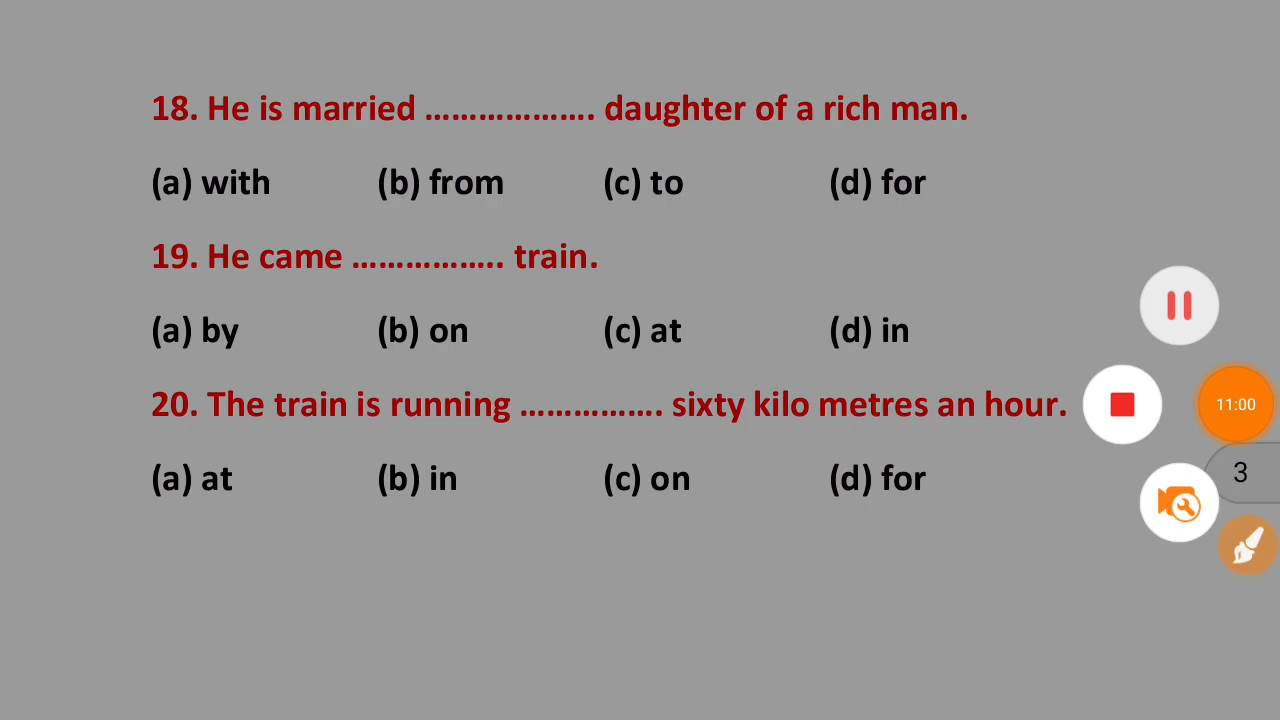 18. He is married ………………. daughter of a rich man.
(a) with (b) from (c) to (d) for
19. He came …………….. train.
(a) by (b) on (c) at (d) in
20. The train is running ……………. sixty kilo metres an hour.
(a) at (b) in (c) on (d) for
11:00
3